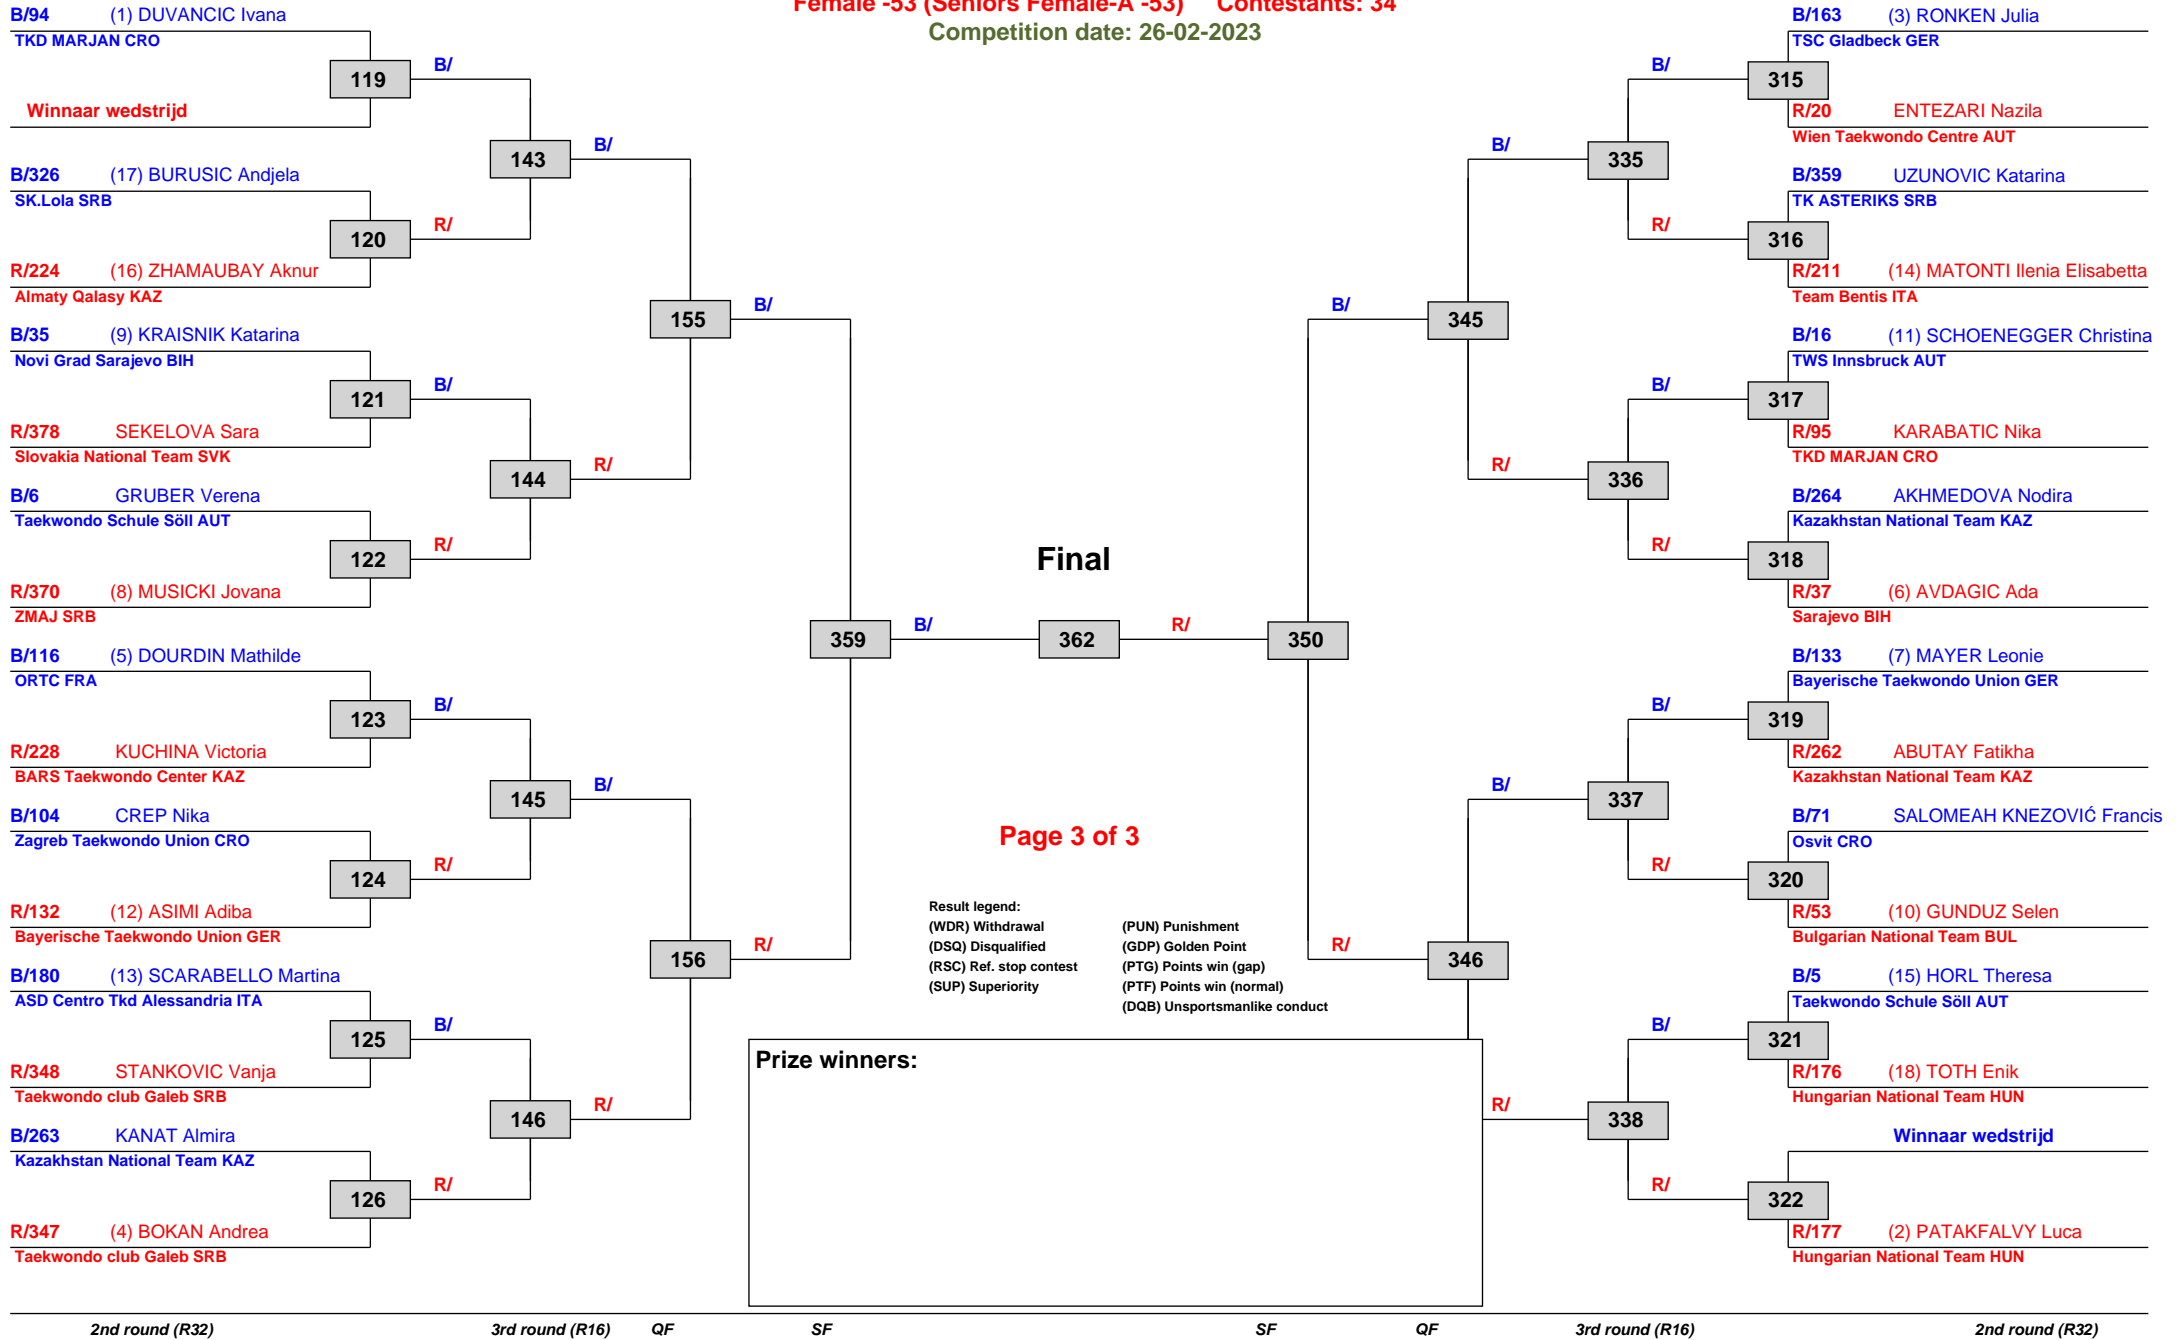 Female -53 (Seniors Female-A -53) Contestants: 34
Competition date: 26-02-2023
B/94 (1) DUVANCIC Ivana
TKD MARJAN CRO
119
B/
Winnaar wedstrijd
143
B/
B/326 (17) BURUSIC Andjela
SK.Lola SRB
120
R/
R/224 (16) ZHAMAUBAY Aknur
Almaty Qalasy KAZ
155
B/
B/35 (9) KRAISNIK Katarina
Novi Grad Sarajevo BIH
121
B/
R/378 SEKELOVA Sara
Slovakia National Team SVK
144
R/
B/6 GRUBER Verena
Taekwondo Schule Söll AUT
122
R/
R/370 (8) MUSICKI Jovana
ZMAJ SRB
359
B/
B/116 (5) DOURDIN Mathilde
ORTC FRA
123
B/
R/228 KUCHINA Victoria
BARS Taekwondo Center KAZ
145
B/
B/104 CREP Nika
Zagreb Taekwondo Union CRO
124
R/
R/132 (12) ASIMI Adiba
Bayerische Taekwondo Union GER
156
R/
B/180 (13) SCARABELLO Martina
ASD Centro Tkd Alessandria ITA
125
B/
R/348 STANKOVIC Vanja
Taekwondo club Galeb SRB
146
R/
B/263 KANAT Almira
Kazakhstan National Team KAZ
126
R/
R/347 (4) BOKAN Andrea
Taekwondo club Galeb SRB
Final
362
R/
Page 3 of 3
Result legend:
(WDR) Withdrawal (PUN) Punishment
(DSQ) Disqualified (GDP) Golden Point
(RSC) Ref. stop contest (PTG) Points win (gap)
(SUP) Superiority (PTF) Points win (normal)
(DQB) Unsportsmanlike conduct
Prize winners:
B/163 (3) RONKEN Julia
TSC Gladbeck GER
B/
315
R/20 ENTEZARI Nazila
Wien Taekwondo Centre AUT
B/
335
B/359 UZUNOVIC Katarina
TK ASTERIKS SRB
R/
316
R/211 (14) MATONTI Ilenia Elisabetta
Team Bentis ITA
B/
345
B/16 (11) SCHOENEGGER Christina
TWS Innsbruck AUT
B/
317
R/95 KARABATIC Nika
TKD MARJAN CRO
R/
336
B/264 AKHMEDOVA Nodira
Kazakhstan National Team KAZ
R/
318
R/37 (6) AVDAGIC Ada
Sarajevo BIH
350
B/133 (7) MAYER Leonie
Bayerische Taekwondo Union GER
B/
319
R/262 ABUTAY Fatikha
Kazakhstan National Team KAZ
B/
337
B/71 SALOMEAH KNEZOVIĆ Francis
Osvit CRO
R/
320
R/53 (10) GUNDUZ Selen
Bulgarian National Team BUL
R/
346
B/5 (15) HORL Theresa
Taekwondo Schule Söll AUT
B/
321
R/176 (18) TOTH Enik
Hungarian National Team HUN
R/
338
Winnaar wedstrijd
R/
322
R/177 (2) PATAKFALVY Luca
Hungarian National Team HUN
2nd round (R32) 3rd round (R16) QF SF SF QF 3rd round (R16) 2nd round (R32)